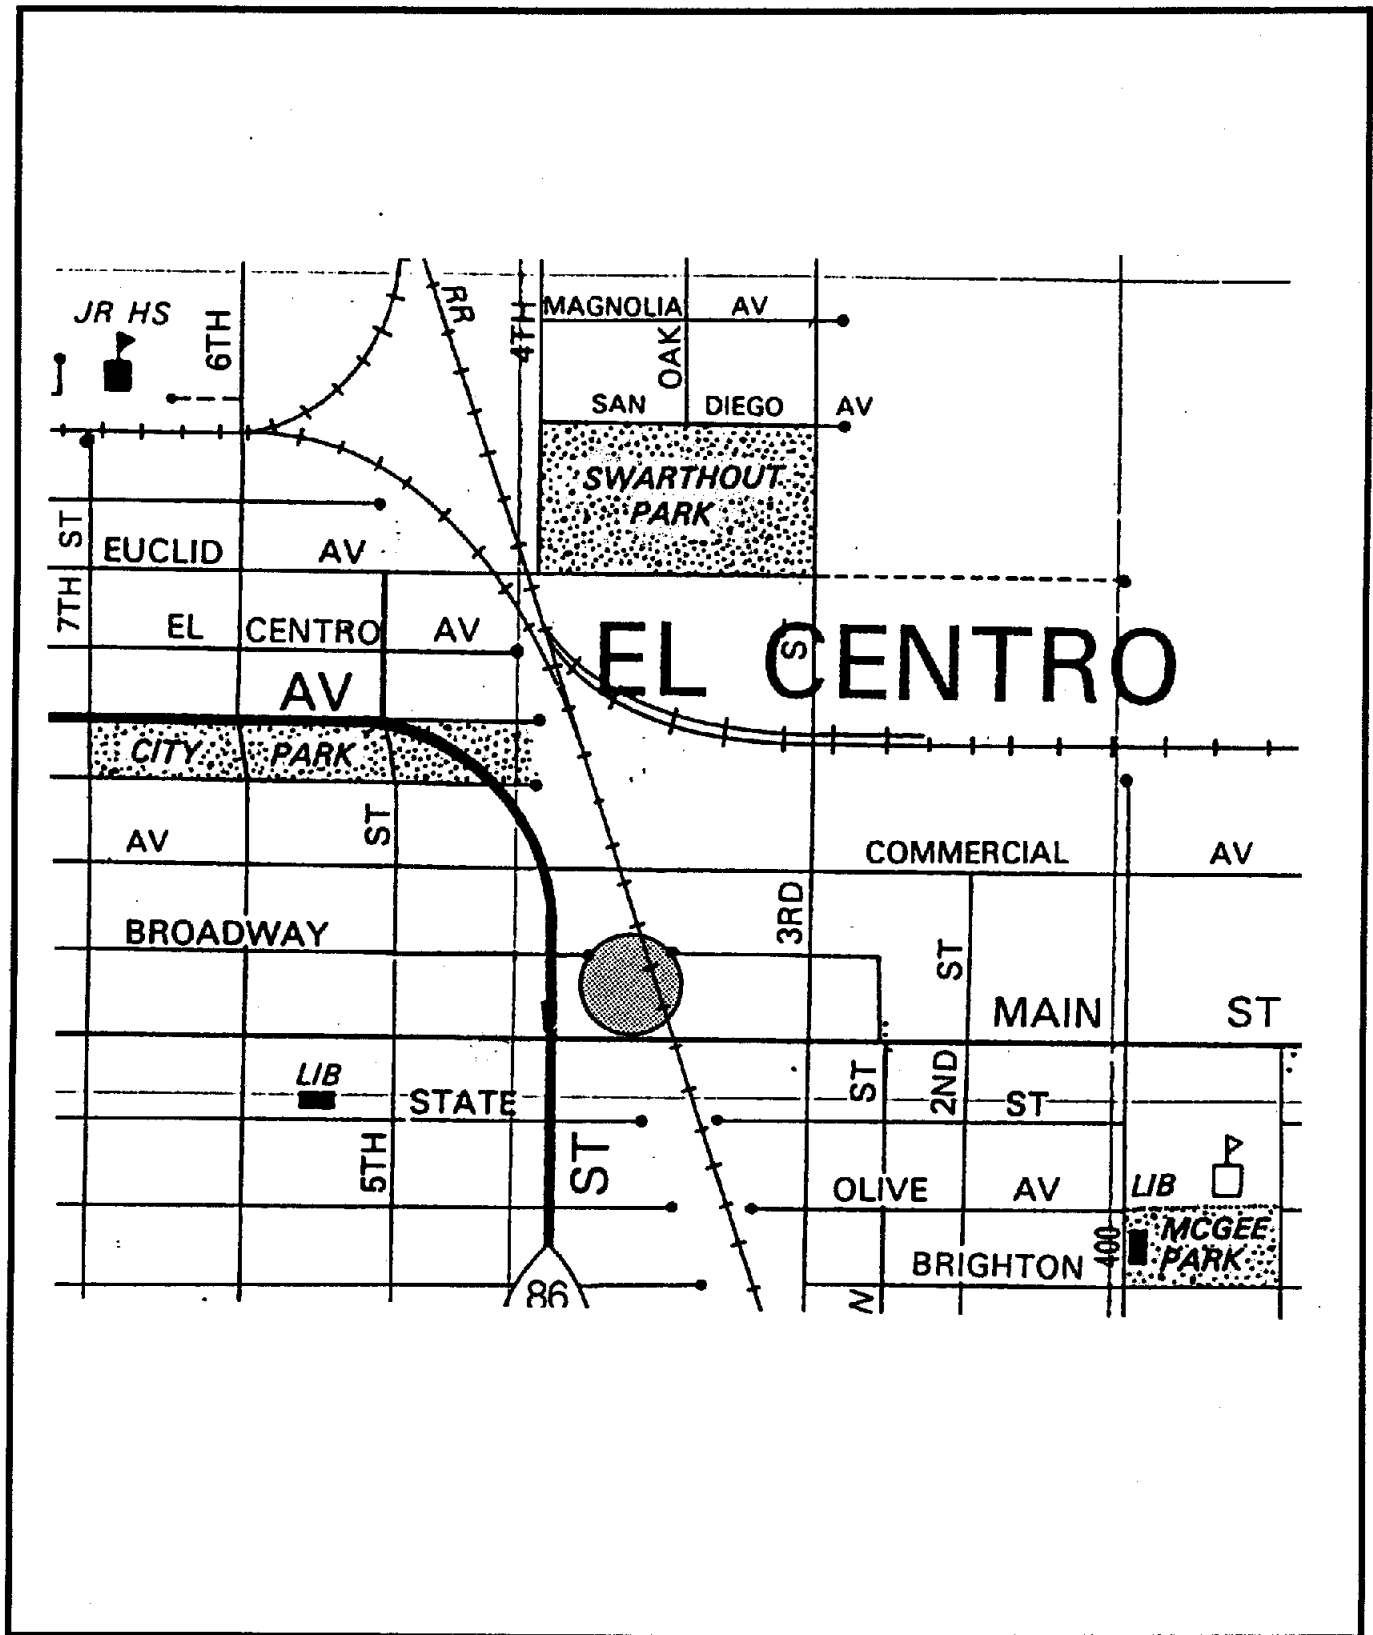 RR
4TH
MAGNOLIA AV
JR HS
6TH
OAK
SAN DIEGO AV
SWARTHOUT
PARK
7TH ST
EUCLID AV
EL CENTRO AV
EL CENTRO
ST
AV
CITY PARK
ST
AV
COMMERCIAL AV
3RD
BROADWAY
ST
MAIN ST
LIB
STATE
ST
2ND
ST
5TH
ST
OLIVE AV
LIB
MCGEE
PARK
400
BRIGHTON
86
N